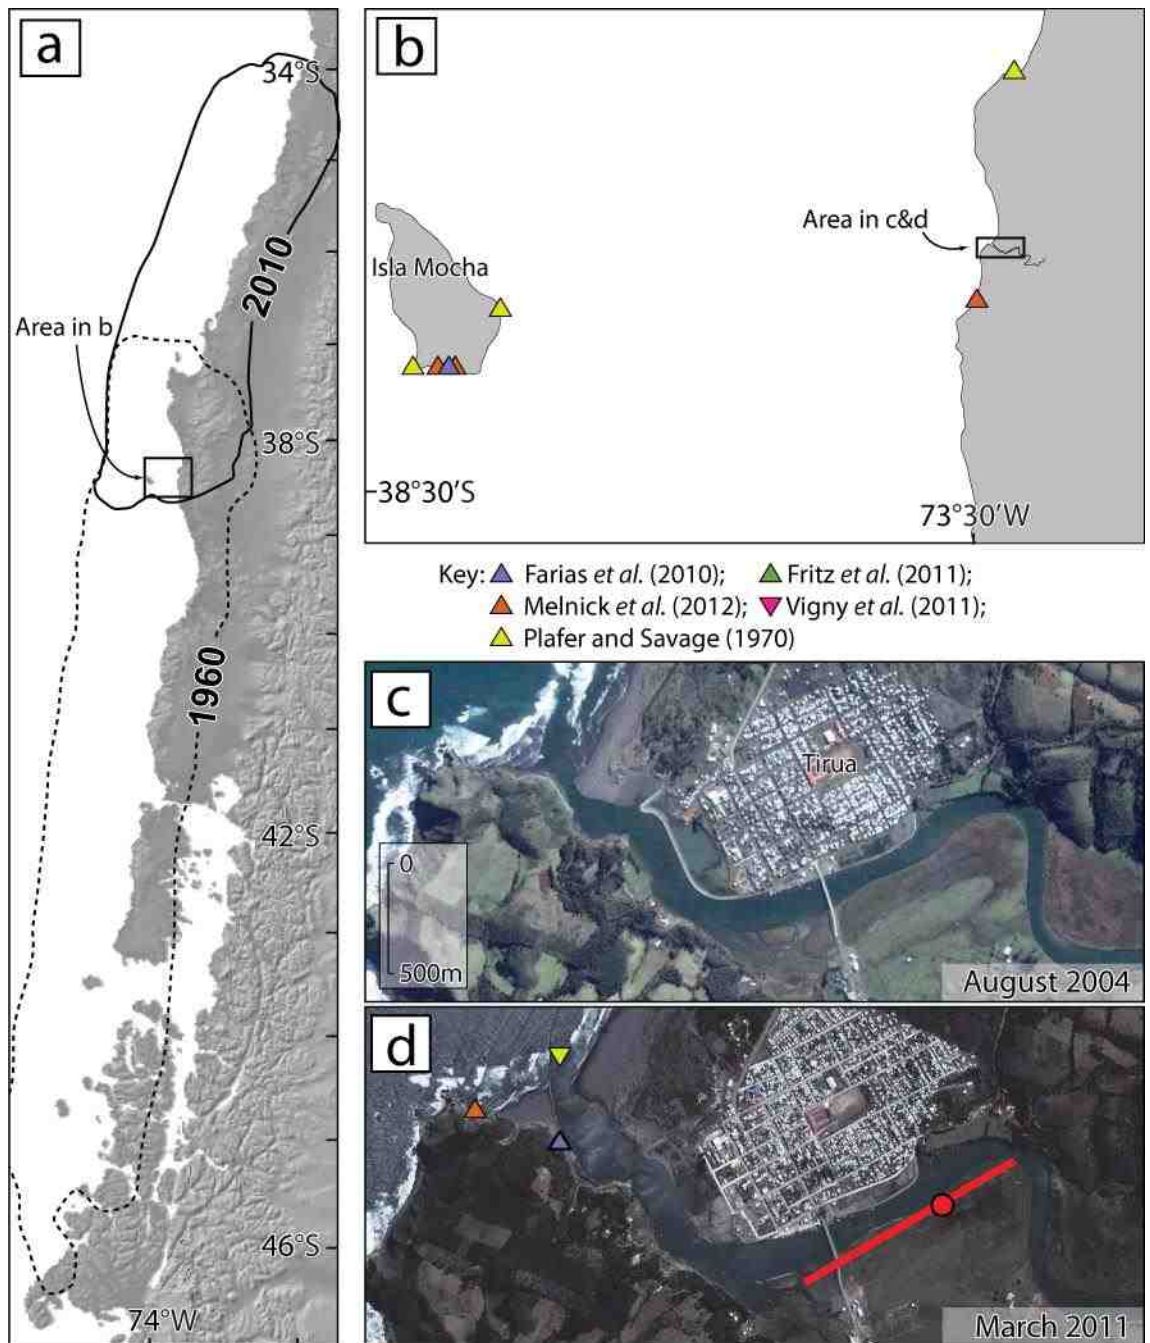 a
34°S
2010
Area in b
38°S
1960
42°S
46°S
74°W
b
Area in c&d
Isla Mocha
38°30'S
73°30'W
Key: Farias et al. (2010); Fritz et al. (2011);
Melnick et al. (2012); Vigny et al. (2011);
Plafer and Savage (1970)
c
Tirua
0
500m
August 2004
d
March 2011